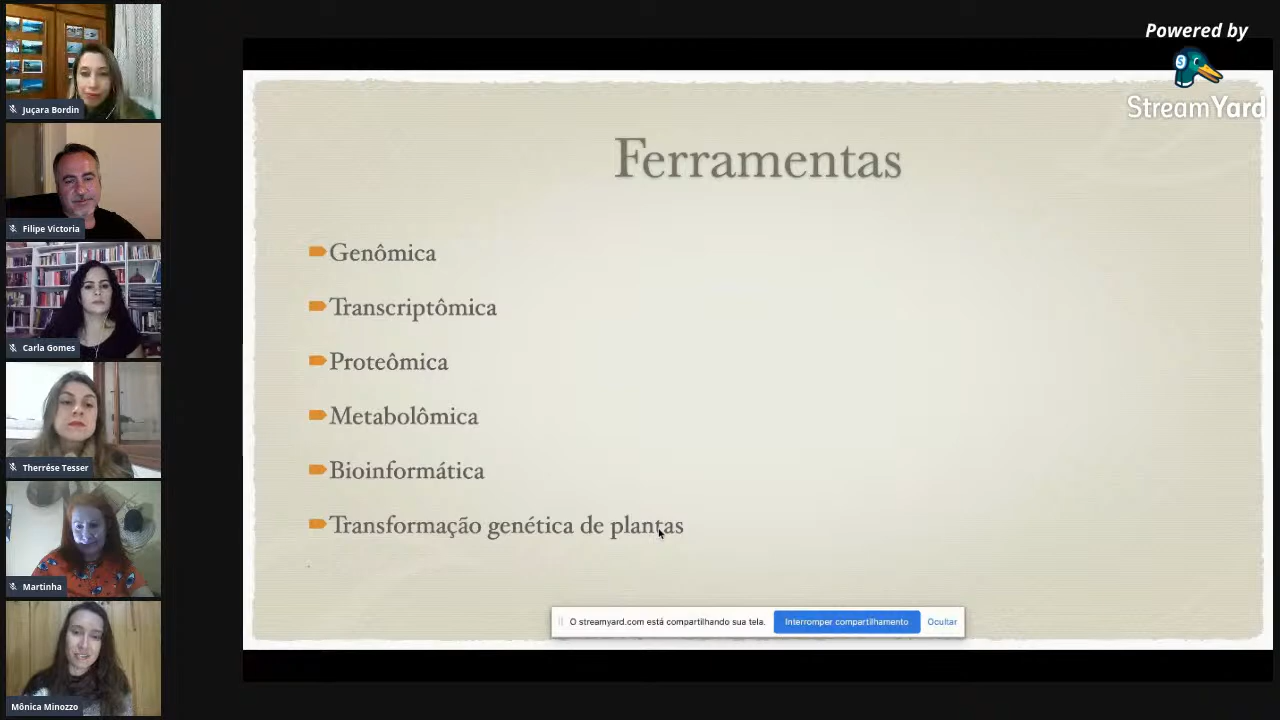 Powered by
StreamYard
Juçara Bordin
Filipe Victoria
Carla Gomes
Therrése Tesser
Martinha
Mônica Minozzo
Ferramentas
Genômica
Transcriptômica
Proteômica
Metabolômica
Bioinformática
Transformação genética de plantas
O streamyard.com está compartilhando sua tela. Interromper compartilhamento Ocultar